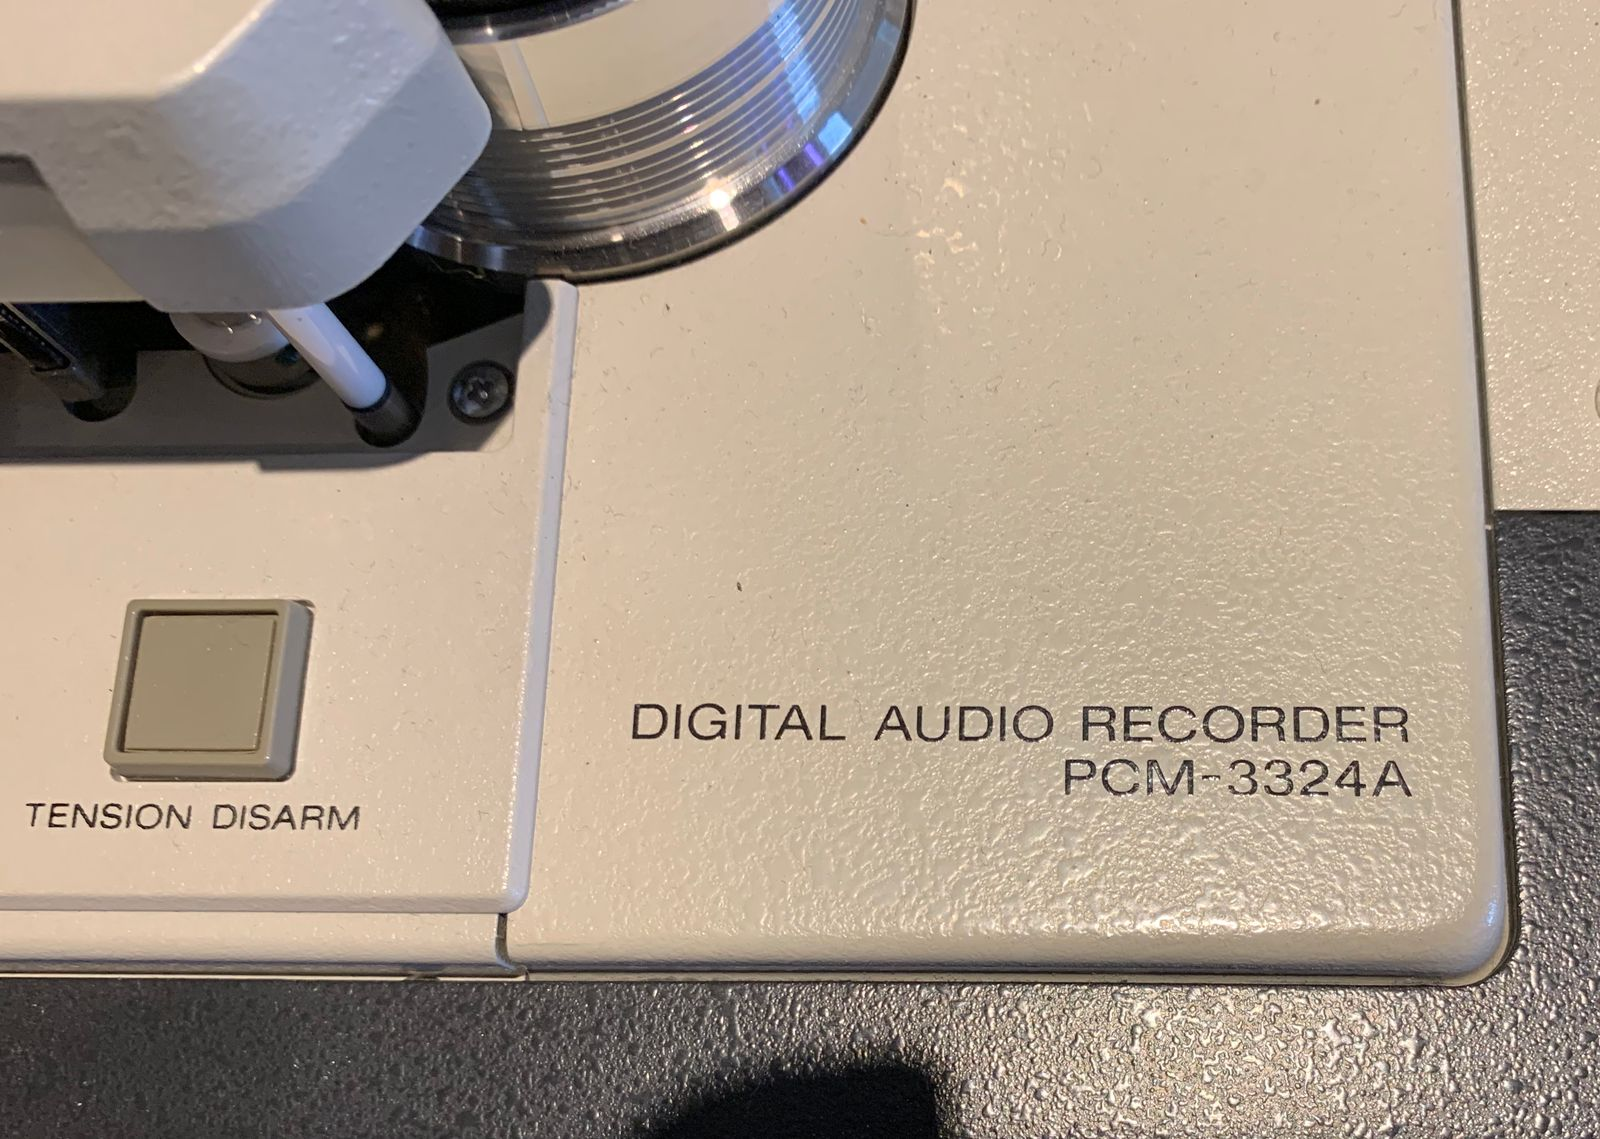 DIGITAL AUDIO RECORDER
PCM-3324A
TENSION DISARM